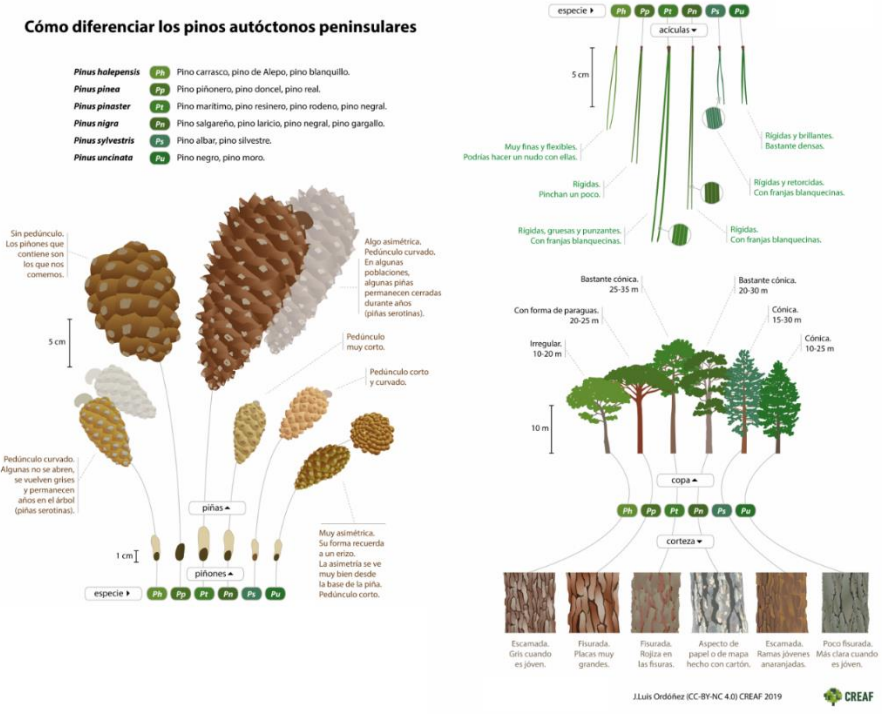 Cómo diferenciar los pinos autóctonos peninsulares
Pinus halepensis Ph Pino carrasco, pino de Alepo, pino blanquillo.
Pinus pinea Pp Pino piñonero, pino doncel, pino real.
Pinus pinaster Pt Pino marítimo, pino resinero, pino rodeno, pino negral.
Pinus nigra Pn Pino salgareño, pino laricio, pino negral, pino gargallo.
Pinus sylvestris Ps Pino albar, pino silvestre.
Pinus uncinata Pu Pino negro, pino moro.
Sin pedúnculo.
Los piñones que
contiene son
los que nos
comemos.
5 cm
Algo asimétrica.
Pedúnculo curvado.
En algunas
poblaciones,
algunas piñas
permanecen cerradas
durante años
(piñas serotinas).
Pedúnculo
muy corto.
Pedúnculo corto
y curvado.
Pedúnculo curvado.
Algunas no se abren,
se vuelven grises
y permanecen
años en el árbol
(piñas serotinas).
piñas
Muy asimétrica.
Su forma recuerda
a un erizo.
La asimetría se ve
muy bien desde
la base de la piña.
Pedúnculo corto.
1 cm
piñones
especie Ph Pp Pt Pn Ps Pu
especie Ph Pp Pt Pn Ps Pu
acículas
5 cm
Muy finas y flexibles.
Podrías hacer un nudo con ellas.
Rígidas y brillantes.
Bastante densas.
Rígidas.
Pinchan un poco.
Rígidas y retorcidas.
Con franjas blanquecinas.
Rígidas, gruesas y punzantes.
Con franjas blanquecinas.
Rígidas.
Con franjas blanquecinas.
Bastante cónica.
25-35 m
Bastante cónica.
20-30 m
Con forma de paraguas.
20-25 m
Cónica.
15-30 m
Irregular.
10-20 m
Cónica.
10-25 m
10 m
copa
Ph Pp Pt Pn Ps Pu
corteza
Escamada.
Gris cuando
es jóven.
Fisurada.
Placas muy
grandes.
Fisurada.
Rojiza en
las fisuras.
Aspecto de
papel o de mapa
hecho con cartón.
Escamada.
Ramas jóvenes
anaranjadas.
Poco fisurada.
Más clara cuando
es jóven.
J.Luis Ordóñez (CC-BY-NC 4.0) CREAF 2019
CREAF